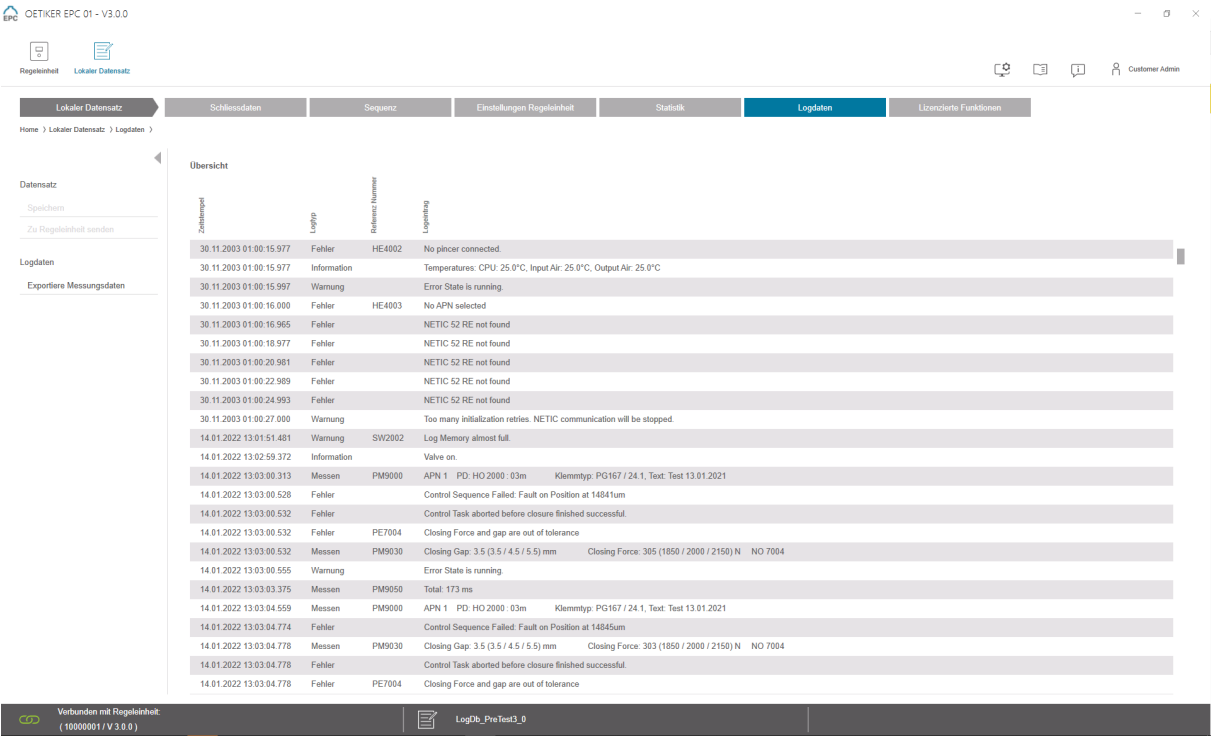 OETIKER EPC 01 - V3.0.0
EPC
Regeleinheit Lokaler Datensatz
Customer Admin
Lokaler Datensatz Schliessdaten Sequenz Einstellungen Regeleinheit Statistik Logdaten Lizenzierte Funktionen
Home > Lokaler Datensatz > Logdaten >
Übersicht
Datensatz
Speichern
Zu Regeleinheit senden
Logdaten
Exportiere Messungsdaten
Zeitstempel Logtyp Referenz Nummer Logeintrag
30.11.2003 01:00:15.977 Fehler HE4002 No pincer connected.
30.11.2003 01:00:15.977 Information Temperatures: CPU: 25.0°C, Input Air: 25.0°C, Output Air: 25.0°C
30.11.2003 01:00:15.997 Warnung Error State is running.
30.11.2003 01:00:16.000 Fehler HE4003 No APN selected
30.11.2003 01:00:16.965 Fehler NETIC 52 RE not found
30.11.2003 01:00:18.977 Fehler NETIC 52 RE not found
30.11.2003 01:00:20.981 Fehler NETIC 52 RE not found
30.11.2003 01:00:22.989 Fehler NETIC 52 RE not found
30.11.2003 01:00:24.993 Fehler NETIC 52 RE not found
30.11.2003 01:00:27.000 Warnung Too many initialization retries. NETIC communication will be stopped.
14.01.2022 13:01:51.481 Warnung SW2002 Log Memory almost full.
14.01.2022 13:02:59.372 Information Valve on.
14.01.2022 13:03:00.313 Messen PM9000 APN 1 PD: HO 2000 : 03m Klemmtyp: PG167 / 24.1, Text: Test 13.01.2021
14.01.2022 13:03:00.528 Fehler Control Sequence Failed: Fault on Position at 14841um
14.01.2022 13:03:00.532 Fehler Control Task aborted before closure finished successful.
14.01.2022 13:03:00.532 Fehler PE7004 Closing Force and gap are out of tolerance
14.01.2022 13:03:00.532 Messen PM9030 Closing Gap: 3.5 (3.5 / 4.5 / 5.5) mm Closing Force: 305 (1850 / 2000 / 2150) N NO 7004
14.01.2022 13:03:00.555 Warnung Error State is running.
14.01.2022 13:03:03.375 Messen PM9050 Total: 173 ms
14.01.2022 13:03:04.559 Messen PM9000 APN 1 PD: HO 2000 : 03m Klemmtyp: PG167 / 24.1, Text: Test 13.01.2021
14.01.2022 13:03:04.774 Fehler Control Sequence Failed: Fault on Position at 14845um
14.01.2022 13:03:04.778 Messen PM9030 Closing Gap: 3.5 (3.5 / 4.5 / 5.5) mm Closing Force: 303 (1850 / 2000 / 2150) N NO 7004
14.01.2022 13:03:04.778 Fehler Control Task aborted before closure finished successful.
14.01.2022 13:03:04.778 Fehler PE7004 Closing Force and gap are out of tolerance
Verbunden mit Regeleinheit:
( 10000001 / V 3.0.0 )
LogDb_PreTest3_0